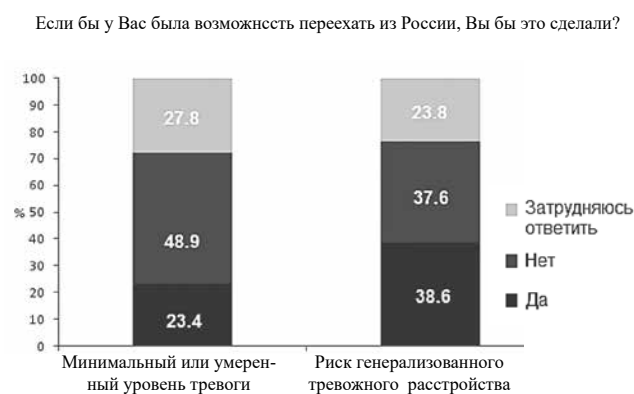 Если бы у Вас была возможнссть переехать из России, Вы бы это сделали?
100
90
80
70
60
% 50
40
30
20
10
0
27.8
48.9
23.4
23.8
37.6
38.6
Затрудняюсь
ответить
Нет
Да
Минимальный или умерен-
ный уровень тревоги
Риск генерализованного
тревожного расстройства